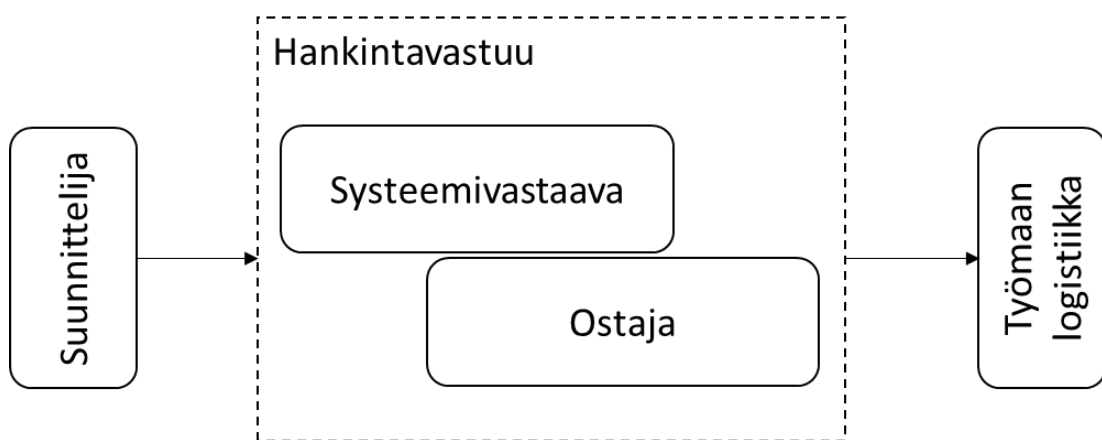 Hankintavastuu
Suunnittelija
Systeemivastaava
Ostaja
Työmaan
logistiikka